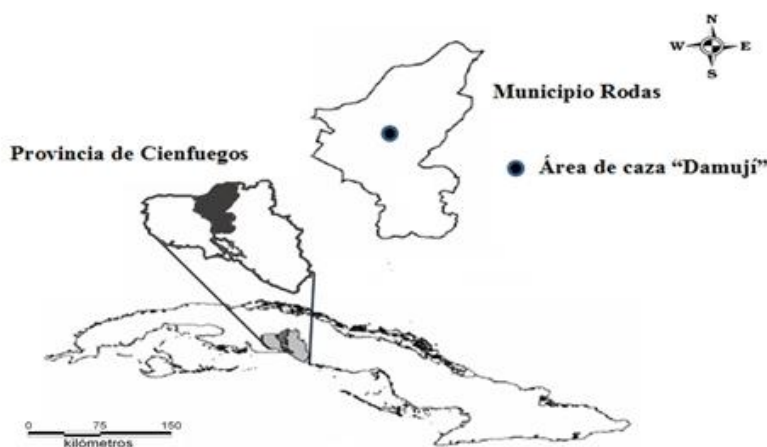 N
W E
S
Municipio Rodas
Provincia de Cienfuegos
Área de caza “Damují”
0 75 150
kilómetros